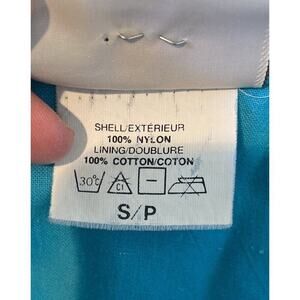 SHELL/EXTÉRIEUR
100% NYLON
LINING/DOUBLURE
100% COTTON/COTON
30°C Cl
S/P